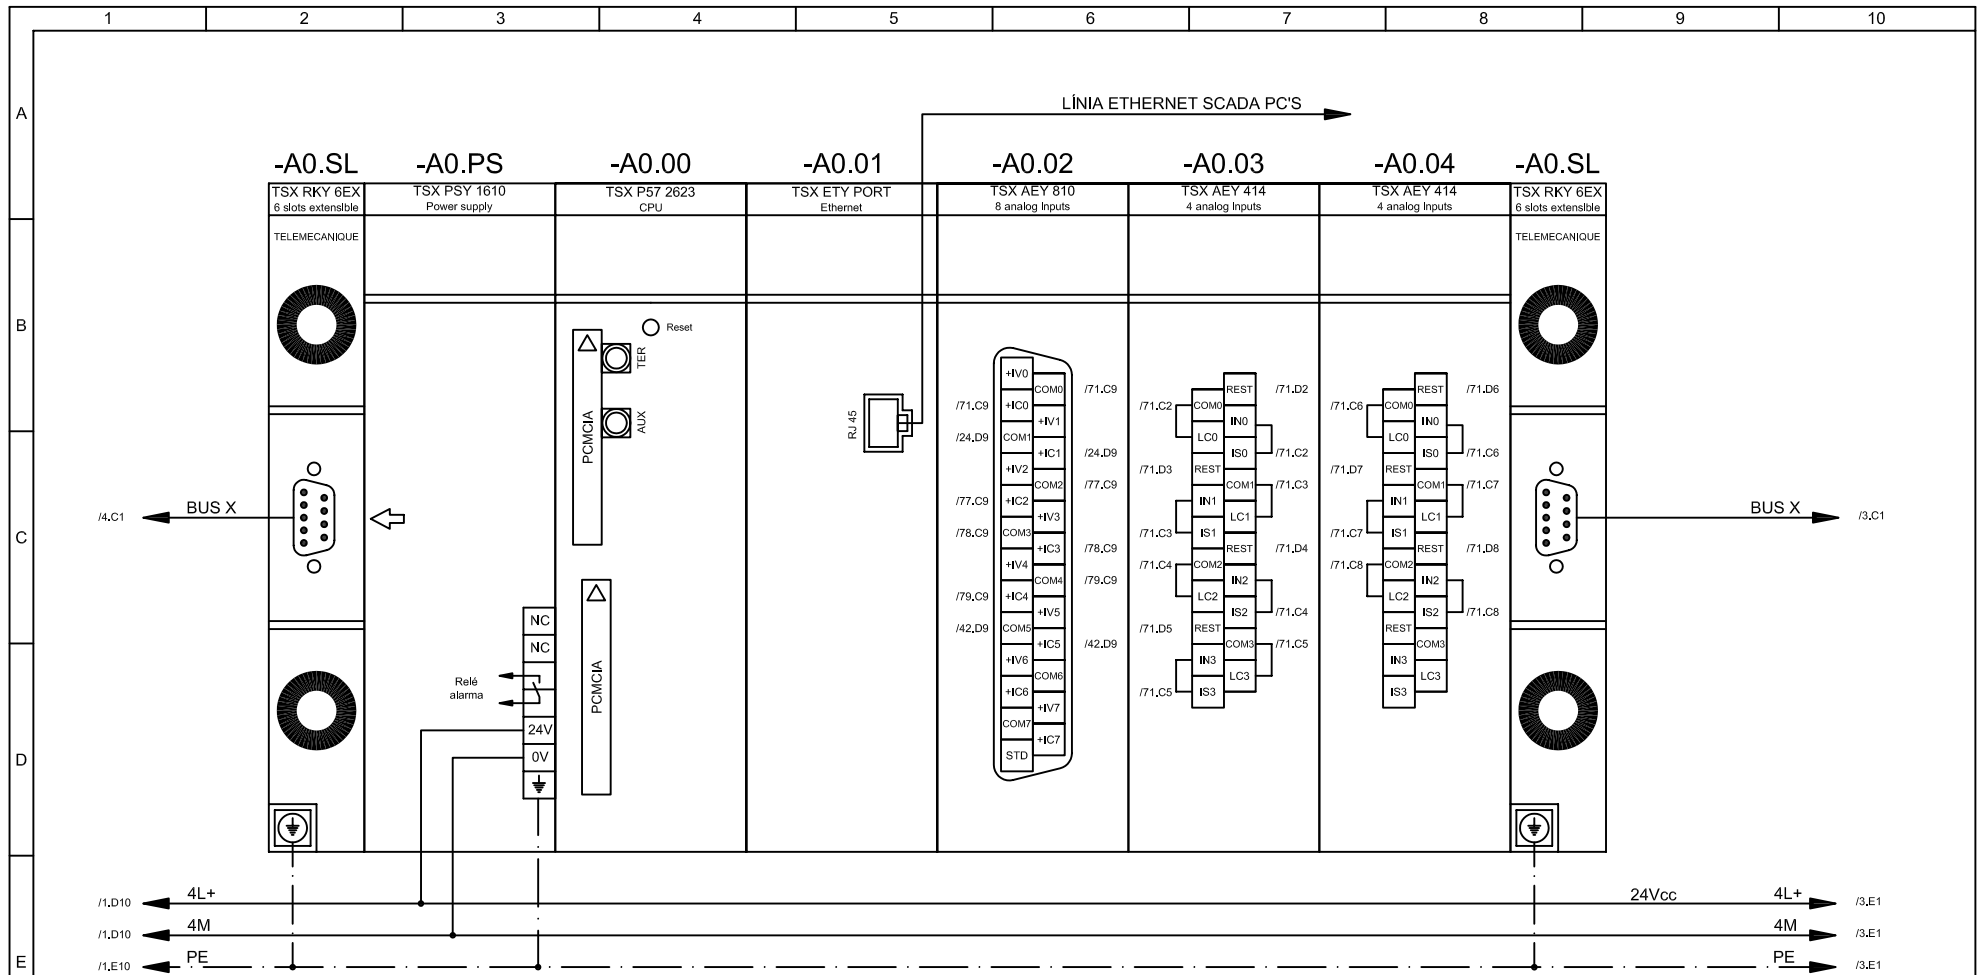 1 2 3 4 5 6 7 8 9 10
A
LÍNIA ETHERNET SCADA PC'S
-A0.SL -A0.PS -A0.00 -A0.01 -A0.02 -A0.03 -A0.04 -A0.SL
TSX RKY 6EX TSX PSY 1610 TSX P57 2623 TSX ETY PORT TSX AEY 810 TSX AEY 414 TSX AEY 414 TSX RKY 6EX
6 slots extensible Power supply CPU Ethernet 8 analog Inputs 4 analog Inputs 4 analog Inputs 6 slots extensible
TELEMECANIQUE TELEMECANIQUE
B
Reset
TER
AUX
PCMCIA
PCMCIA
RJ 45
+IV0
COM0 /71.C9
/71.C9 +IC0
+IV1
/24.D9 COM1
+IC1 /24.D9
+IV2
COM2 /77.C9
/77.C9 +IC2
+IV3
/78.C9 COM3
+IC3 /78.C9
+IV4
COM4 /79.C9
/79.C9 +IC4
+IV5
/42.D9 COM5
+IC5 /42.D9
+IV6
COM6
+IC6
+IV7
COM7
+IC7
STD
REST /71.D2
/71.C2 COM0
IN0
LC0
IS0 /71.C2
/71.D3 REST
COM1 /71.C3
IN1
LC1
/71.C3 IS1
REST /71.D4
/71.C4 COM2
IN2
LC2
IS2 /71.C4
/71.D5 REST
COM3 /71.C5
IN3
LC3
/71.C5 IS3
REST /71.D6
/71.C6 COM0
IN0
LC0
IS0 /71.C6
/71.D7 REST
COM1 /71.C7
IN1
LC1
/71.C7 IS1
REST /71.D8
/71.C8 COM2
IN2
LC2
IS2 /71.C8
REST
COM3
IN3
LC3
IS3
C
/4.C1 BUS X BUS X /3.C1
NC
NC
Relé
alarma
24V
0V
D
/1.D10 4L+ 24Vcc 4L+ /3.E1
/1.D10 4M 4M /3.E1
E
/1.E10 PE PE /3.E1